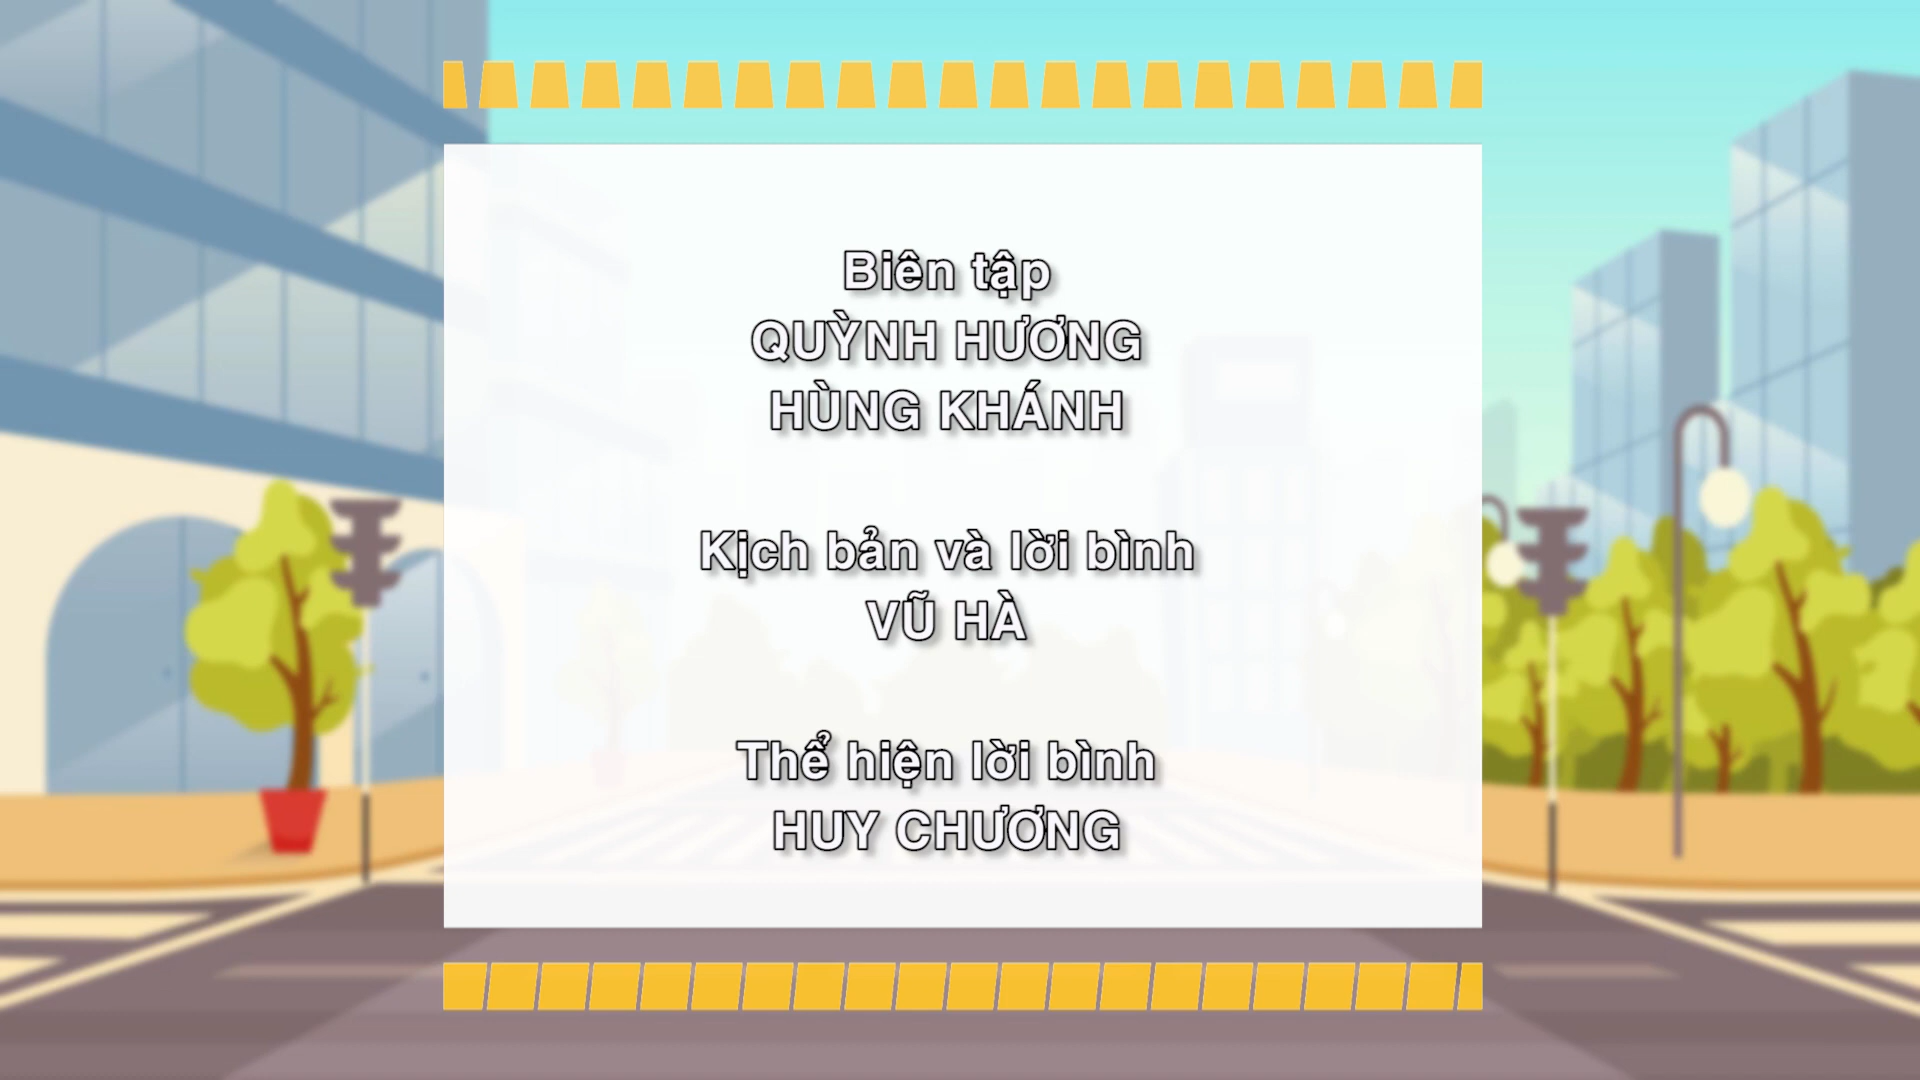 Biên tập
QUỲNH HƯƠNG
HÙNG KHÁNH
Kịch bản và lời bình
VŨ HÀ
Thể hiện lời bình
HUY CHƯƠNG